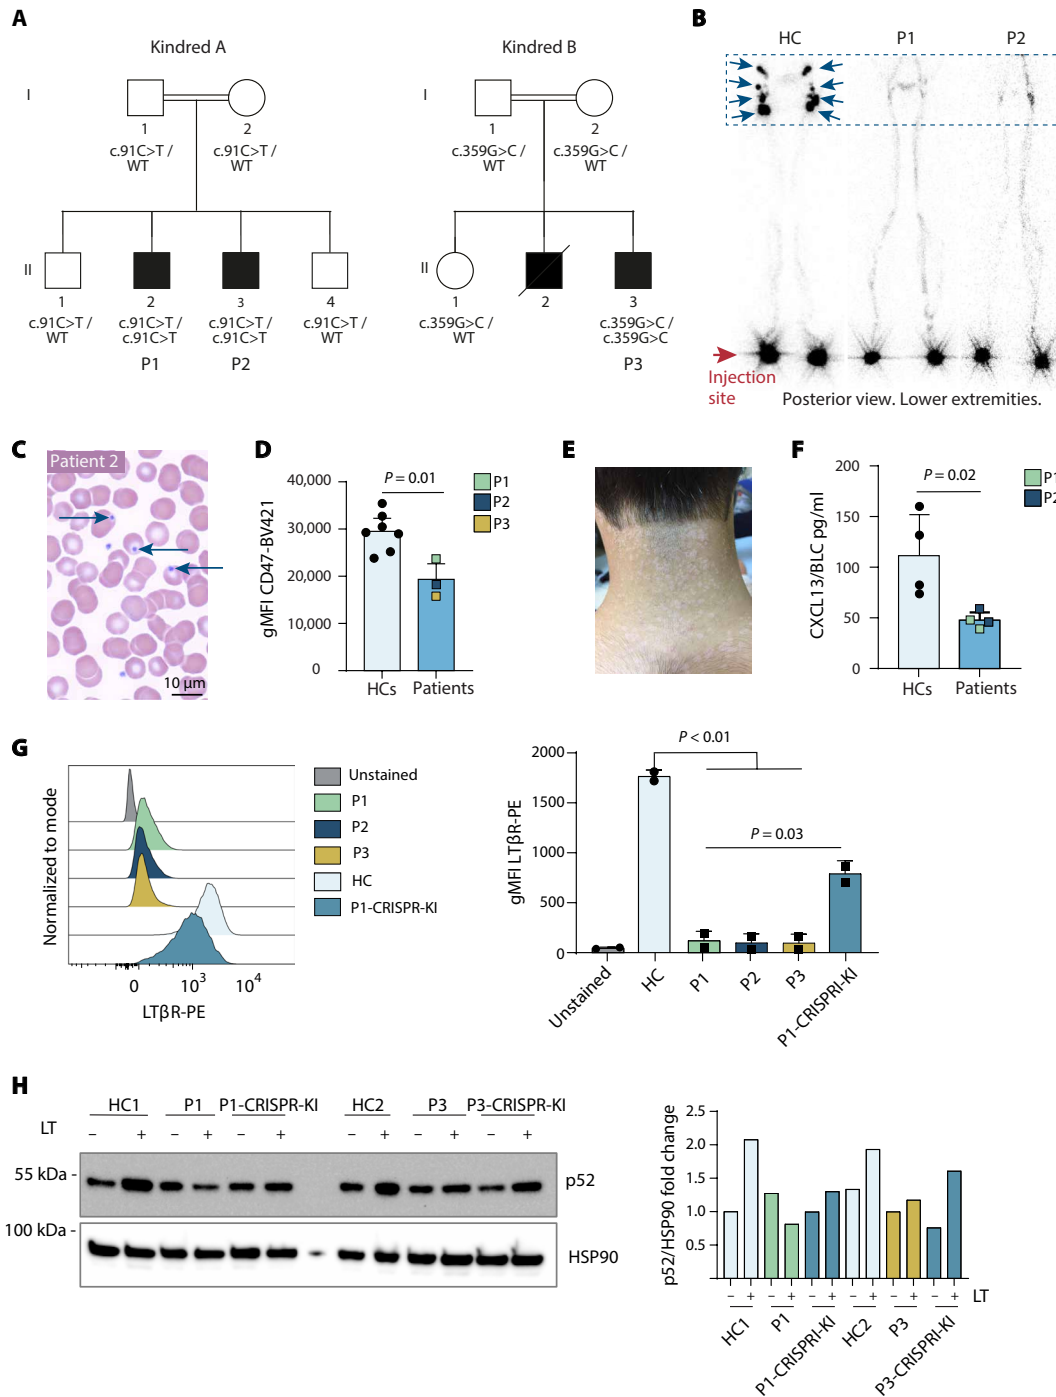 A
Kindred A
Kindred B
I
1
2
c.91C>T /
WT
c.91C>T /
WT
I
1
2
c.359G>C /
WT
c.359G>C /
WT
II
1
2
3
4
c.91C>T /
WT
c.91C>T /
c.91C>T
c.91C>T /
c.91C>T
c.91C>T /
WT
P1
P2
II
1
2
3
c.359G>C /
WT
c.359G>C /
c.359G>C
P3
B
HC
P1
P2
Injection
site
Posterior view. Lower extremities.
C
Patient 2
10 µm
D
gMFI CD47-BV421
40,000
30,000
20,000
10,000
0
P = 0.01
P1
P2
P3
HCs
Patients
E
F
CXCL13/BLC pg/ml
200
150
100
50
0
P = 0.02
P1
P2
HCs
Patients
G
Normalized to mode
0
10³
10⁴
LTβR-PE
Unstained
P1
P2
P3
HC
P1-CRISPR-KI
gMFI LTβR-PE
2000
1500
1000
500
0
P < 0.01
P = 0.03
Unstained
HC
P1
P2
P3
P1-CRISPRI-KI
H
HC1
P1
P1-CRISPR-KI
HC2
P3
P3-CRISPR-KI
LT
– + – + – + – + – + – +
55 kDa -
p52
100 kDa -
HSP90
p52/HSP90 fold change
2.5
2.0
1.5
1.0
0.5
– + – + – + – + – + – + LT
HC1
P1
P1-CRISPRI-KI
HC2
P3
P3-CRISPRI-KI